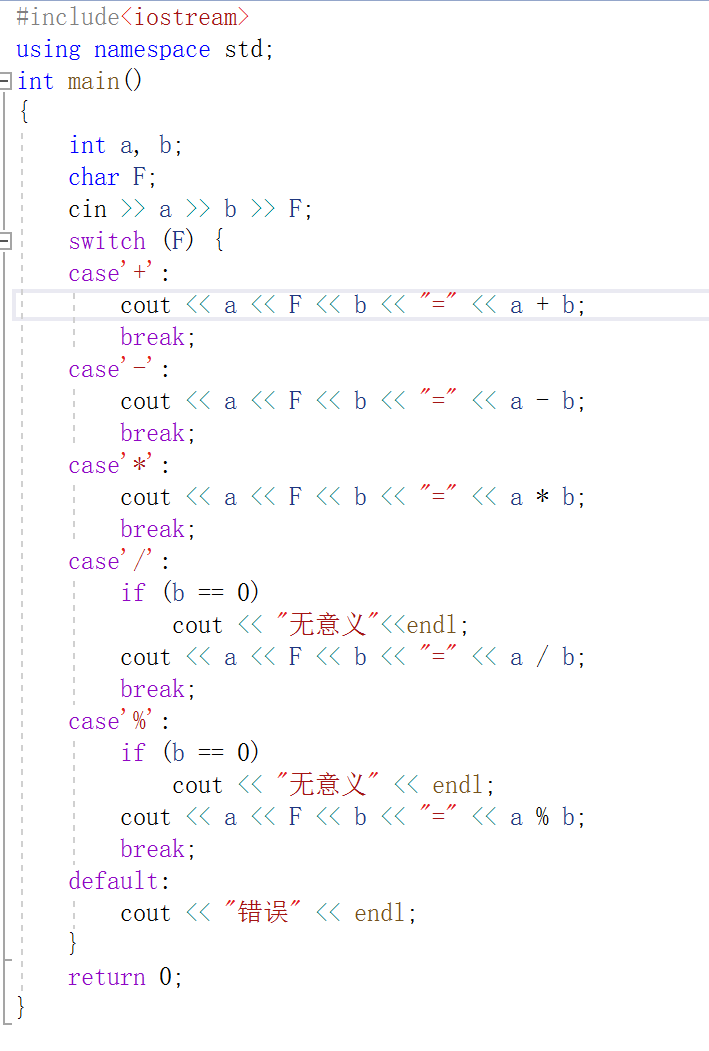 #include<iostream>
using namespace std;
int main()
{
    int a, b;
    char F;
    cin >> a >> b >> F;
    switch (F) {
    case'+':
        cout << a << F << b << "=" << a + b;
        break;
    case'-':
        cout << a << F << b << "=" << a - b;
        break;
    case'*':
        cout << a << F << b << "=" << a * b;
        break;
    case'/':
        if (b == 0)
            cout << "无意义"<<endl;
        cout << a << F << b << "=" << a / b;
        break;
    case'%':
        if (b == 0)
            cout << "无意义" << endl;
        cout << a << F << b << "=" << a % b;
        break;
    default:
        cout << "错误" << endl;
    }
    return 0;
}